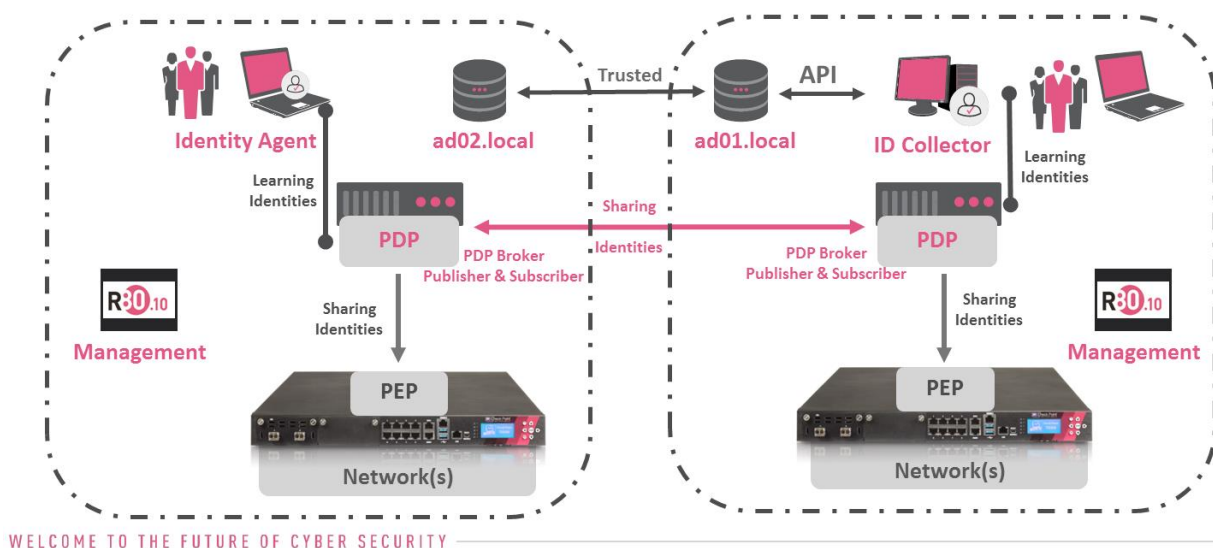 Trusted
API
Identity Agent
ad02.local
ad01.local
ID Collector
Learning
Identities
Learning
Identities
PDP
Sharing
Identities
PDP
PDP Broker
Publisher & Subscriber
PDP Broker
Publisher & Subscriber
R80.10
Management
Sharing
Identities
Sharing
Identities
R80.10
Management
PEP
PEP
Check Point
Network(s)
Network(s)
WELCOME TO THE FUTURE OF CYBER SECURITY